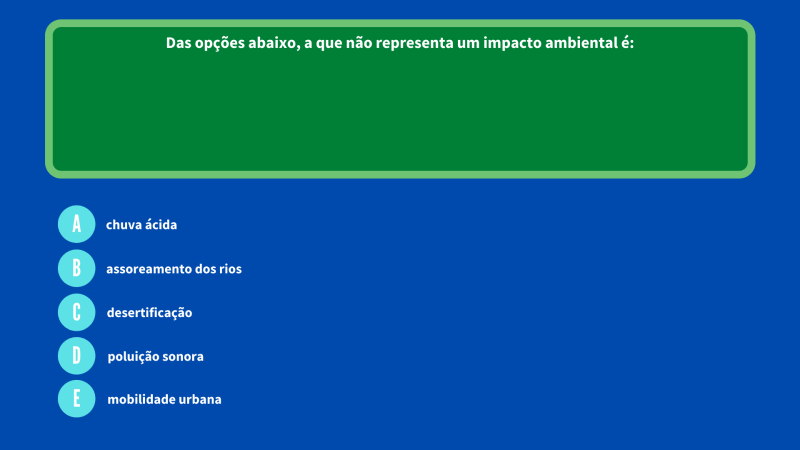 Das opções abaixo, a que não representa um impacto ambiental é:
A chuva ácida
B assoreamento dos rios
C desertificação
D poluição sonora
E mobilidade urbana